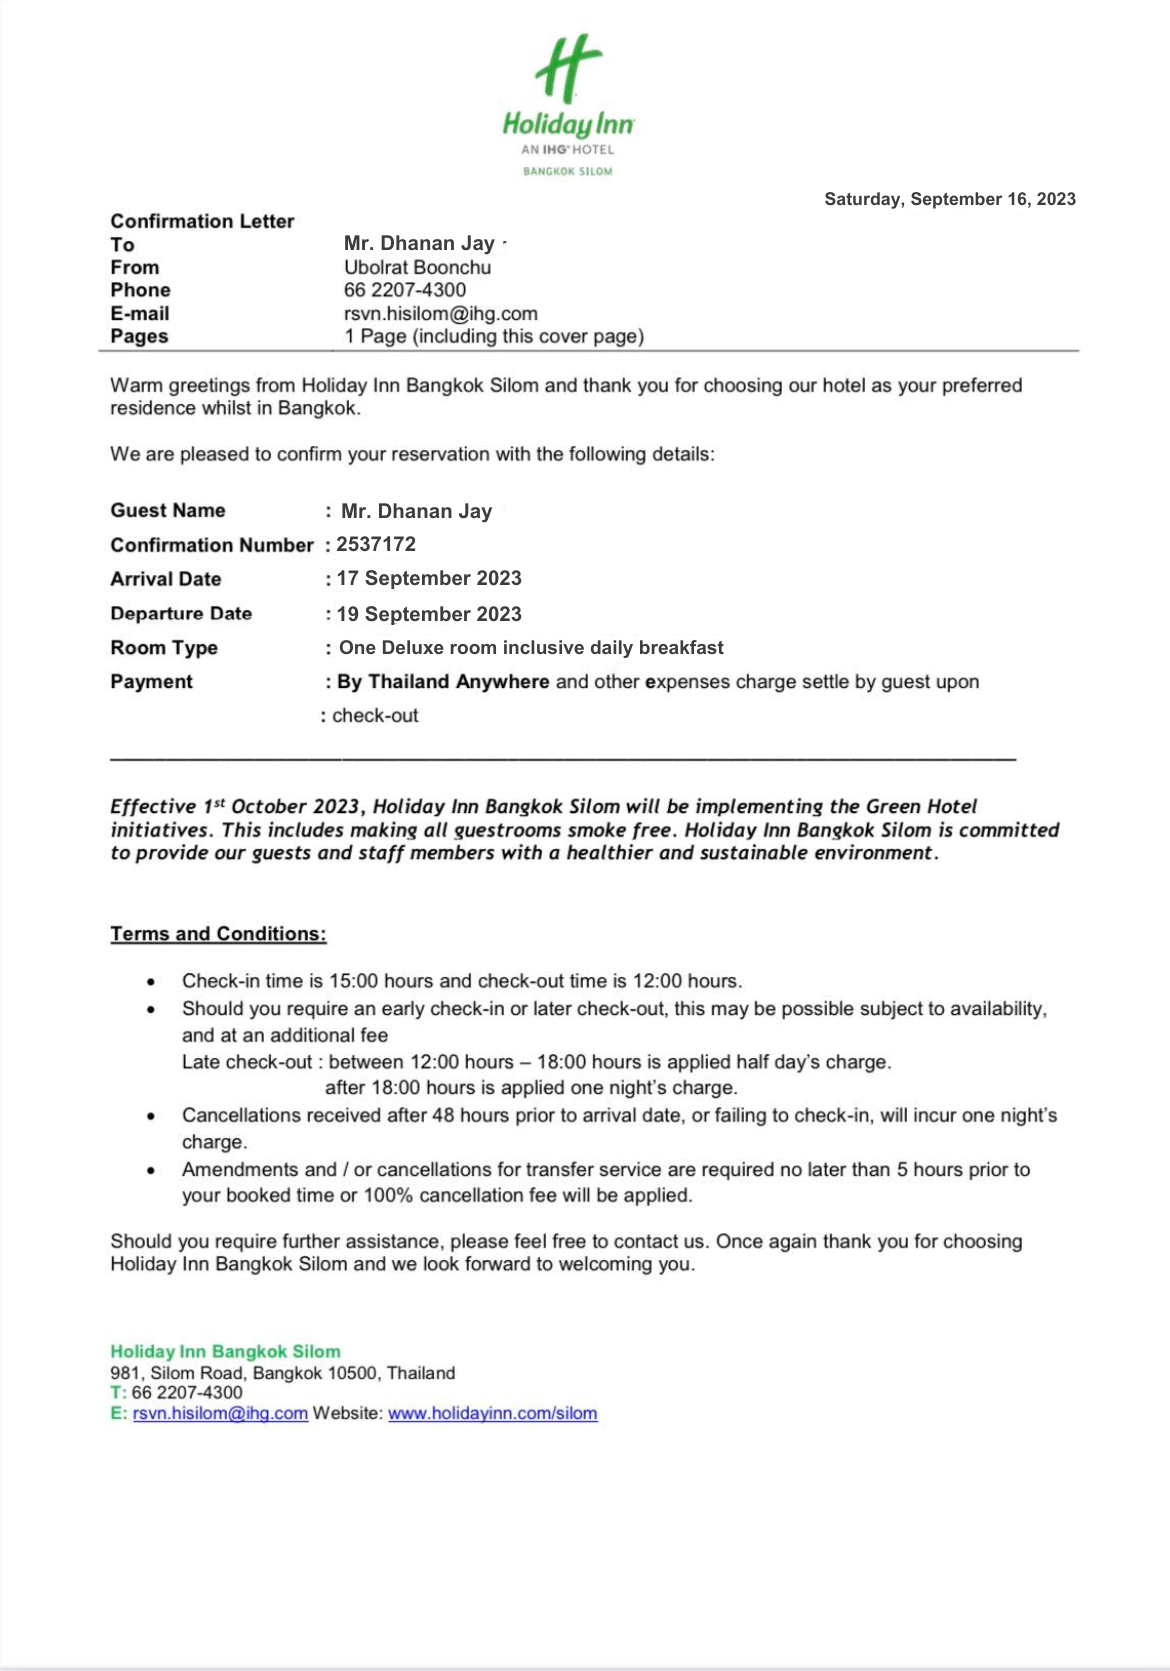 Holiday Inn
AN IHG® HOTEL
BANGKOK SILOM
Saturday, September 16, 2023
Confirmation Letter
To Mr. Dhanan Jay
From Ubolrat Boonchu
Phone 66 2207-4300
E-mail rsvn.hisilom@ihg.com
Pages 1 Page (including this cover page)
Warm greetings from Holiday Inn Bangkok Silom and thank you for choosing our hotel as your preferred
residence whilst in Bangkok.
We are pleased to confirm your reservation with the following details:
Guest Name : Mr. Dhanan Jay
Confirmation Number : 2537172
Arrival Date : 17 September 2023
Departure Date : 19 September 2023
Room Type : One Deluxe room inclusive daily breakfast
Payment : By Thailand Anywhere and other expenses charge settle by guest upon
: check-out
Effective 1st October 2023, Holiday Inn Bangkok Silom will be implementing the Green Hotel
initiatives. This includes making all guestrooms smoke free. Holiday Inn Bangkok Silom is committed
to provide our guests and staff members with a healthier and sustainable environment.
Terms and Conditions:
• Check-in time is 15:00 hours and check-out time is 12:00 hours.
• Should you require an early check-in or later check-out, this may be possible subject to availability,
and at an additional fee
Late check-out : between 12:00 hours – 18:00 hours is applied half day's charge.
after 18:00 hours is applied one night's charge.
• Cancellations received after 48 hours prior to arrival date, or failing to check-in, will incur one night's
charge.
• Amendments and / or cancellations for transfer service are required no later than 5 hours prior to
your booked time or 100% cancellation fee will be applied.
Should you require further assistance, please feel free to contact us. Once again thank you for choosing
Holiday Inn Bangkok Silom and we look forward to welcoming you.
Holiday Inn Bangkok Silom
981, Silom Road, Bangkok 10500, Thailand
T: 66 2207-4300
E: rsvn.hisilom@ihg.com Website: www.holidayinn.com/silom